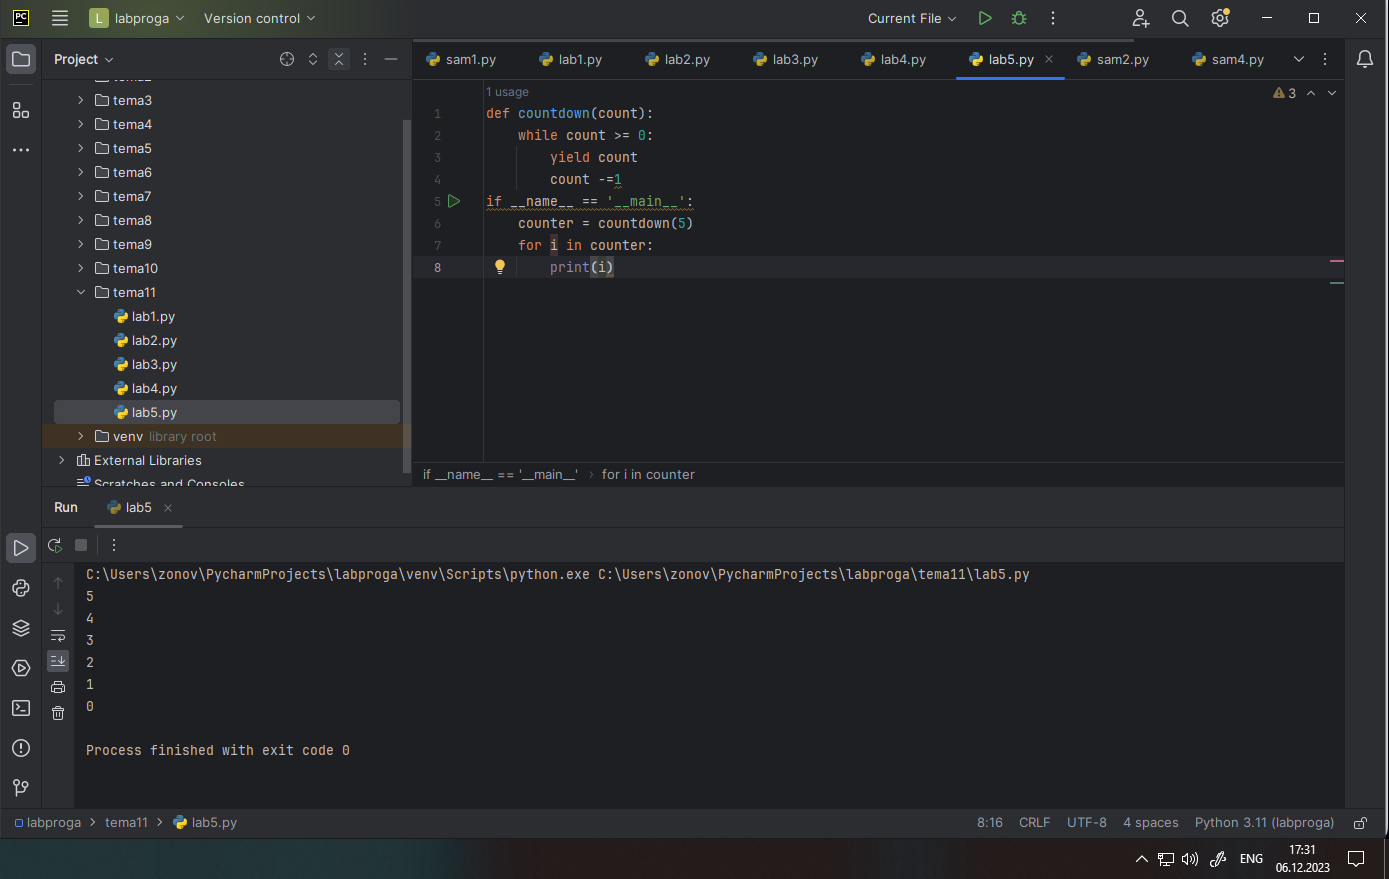 PC L labproga Version control Current File
Project
sam1.py lab1.py lab2.py lab3.py lab4.py lab5.py sam2.py sam4.py
tema3
tema4
tema5
tema6
tema7
tema8
tema9
tema10
tema11
lab1.py
lab2.py
lab3.py
lab4.py
lab5.py
venv library root
External Libraries
Scratches and Consoles
1 usage
3
1 def countdown(count):
2 while count >= 0:
3 yield count
4 count -=1
5 if __name__ == '__main__':
6 counter = countdown(5)
7 for i in counter:
8 print(i)
if __name__ == '__main__' › for i in counter
Run lab5
C:\Users\zonov\PycharmProjects\labproga\venv\Scripts\python.exe C:\Users\zonov\PycharmProjects\labproga\tema11\lab5.py
5
4
3
2
1
0
Process finished with exit code 0
labproga > tema11 > lab5.py 8:16 CRLF UTF-8 4 spaces Python 3.11 (labproga)
ENG
17:31
06.12.2023